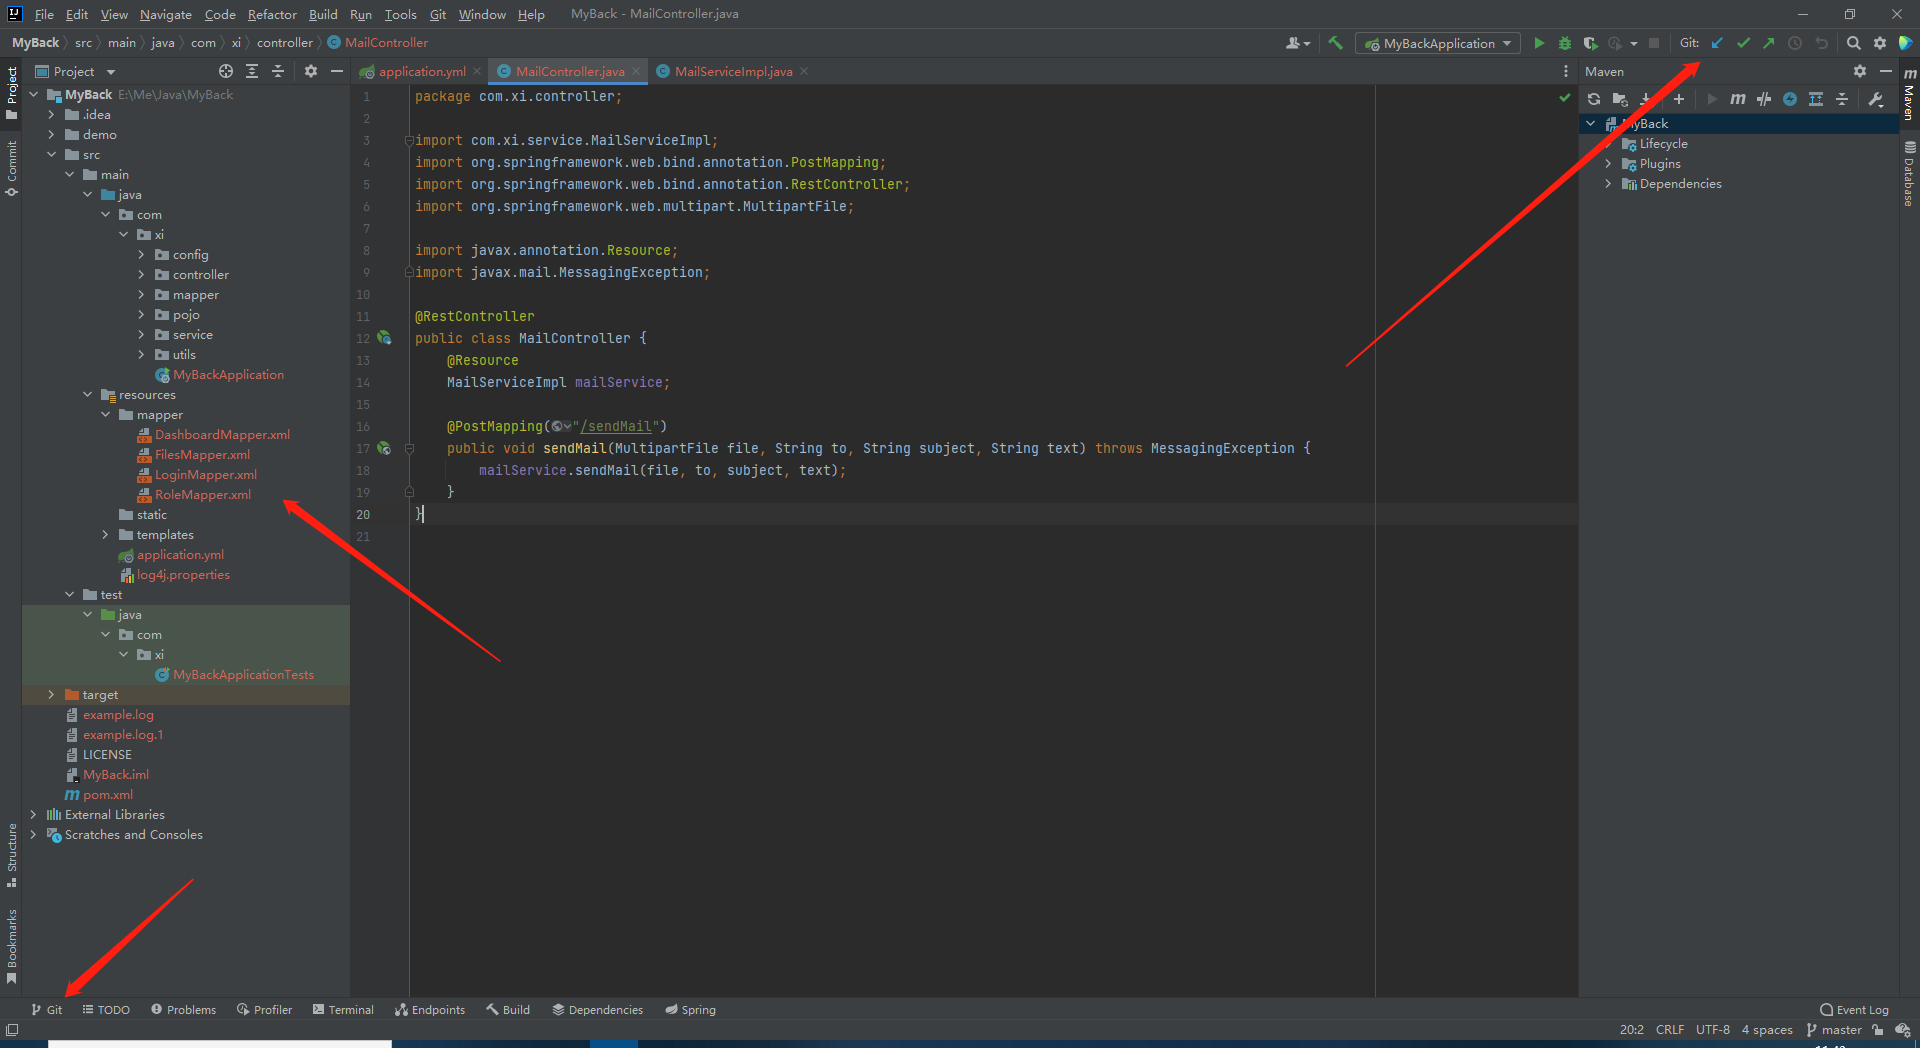 File Edit View Navigate Code Refactor Build Run Tools Git Window Help MyBack - MailController.java
MyBack src main java com xi controller MailController MyBackApplication Git:
Project application.yml MailController.java MailServiceImpl.java Maven
Project
Commit
Structure
Bookmarks
MyBack E:\Me\Java\MyBack
.idea
demo
src
main
java
com
xi
config
controller
mapper
pojo
service
utils
MyBackApplication
resources
mapper
DashboardMapper.xml
FilesMapper.xml
LoginMapper.xml
RoleMapper.xml
static
templates
application.yml
log4j.properties
test
java
com
xi
MyBackApplicationTests
target
example.log
example.log.1
LICENSE
MyBack.iml
pom.xml
External Libraries
Scratches and Consoles
1 package com.xi.controller;
2
3 import com.xi.service.MailServiceImpl;
4 import org.springframework.web.bind.annotation.PostMapping;
5 import org.springframework.web.bind.annotation.RestController;
6 import org.springframework.web.multipart.MultipartFile;
7
8 import javax.annotation.Resource;
9 import javax.mail.MessagingException;
10
11 @RestController
12 public class MailController {
13 @Resource
14 MailServiceImpl mailService;
15
16 @PostMapping("/sendMail")
17 public void sendMail(MultipartFile file, String to, String subject, String text) throws MessagingException {
18 mailService.sendMail(file, to, subject, text);
19 }
20 }
21
MyBack
Lifecycle
Plugins
Dependencies
Maven
Database
Git TODO Problems Profiler Terminal Endpoints Build Dependencies Spring Event Log
20:2 CRLF UTF-8 4 spaces master